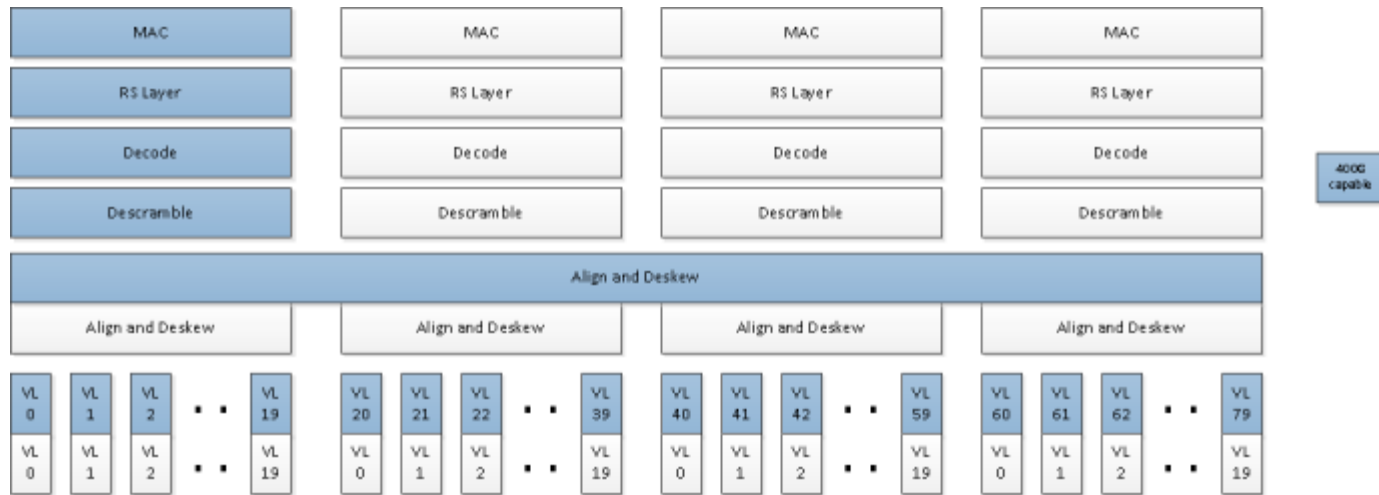 MAC MAC MAC MAC
RS Layer RS Layer RS Layer RS Layer
Decode Decode Decode Decode
400G
capable
Descramble Descramble Descramble Descramble
Align and Deskew
Align and Deskew Align and Deskew Align and Deskew Align and Deskew
VL VL VL VL VL VL VL VL VL VL VL VL VL VL VL VL
0 1 2 19 20 21 22 39 40 41 42 59 60 61 62 79
VL VL VL VL VL VL VL VL VL VL VL VL VL VL VL VL
0 1 2 19 0 1 2 19 0 1 2 19 0 1 2 19